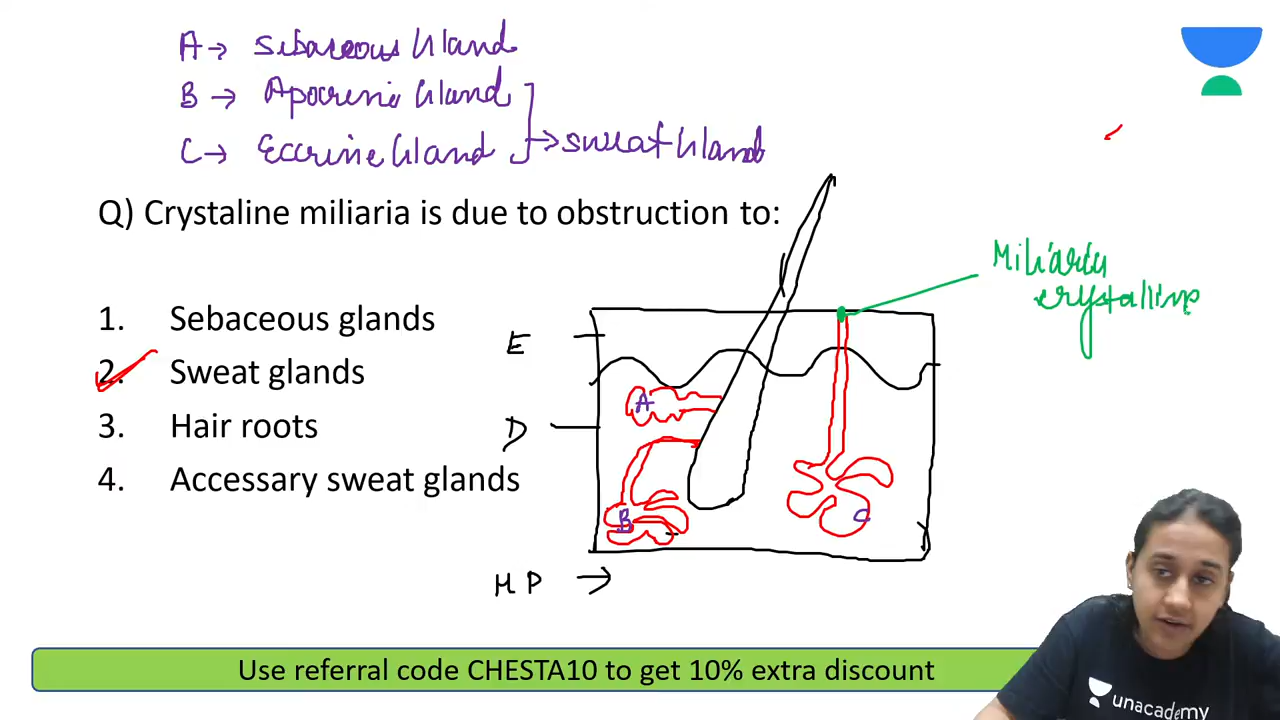 A → Sebaceous Gland
B → Apocrine Gland
C → Eccrine Gland → Sweat Gland
Q) Crystaline miliaria is due to obstruction to:
Miliaria
crystalline
1. Sebaceous glands
E
2. Sweat glands
A
3. Hair roots
D
4. Accessary sweat glands
B
C
MP →
Use referral code CHESTA10 to get 10% extra discount
unacademy